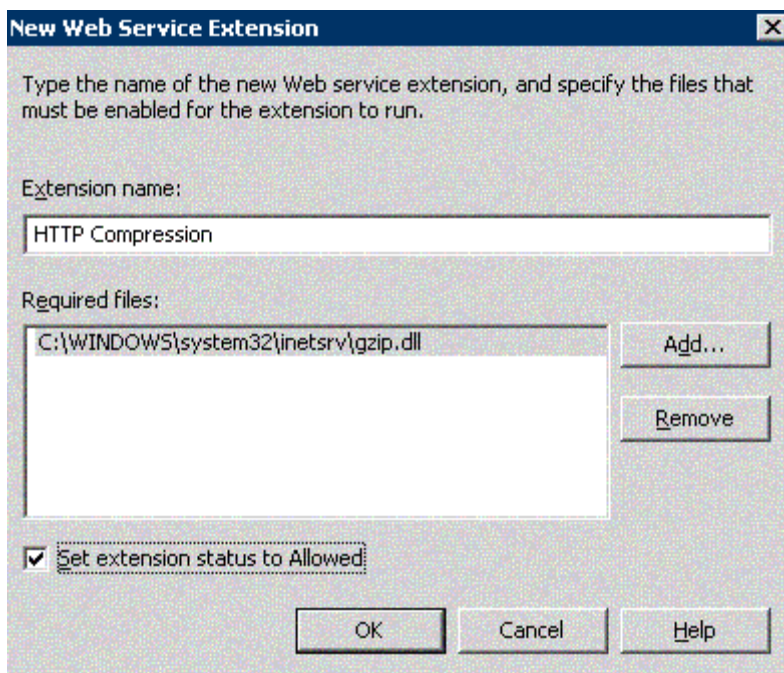 New Web Service Extension
Type the name of the new Web service extension, and specify the files that
must be enabled for the extension to run.
Extension name:
HTTP Compression
Required files:
C:\WINDOWS\system32\inetsrv\gzip.dll
Add...
Remove
Set extension status to Allowed
OK
Cancel
Help